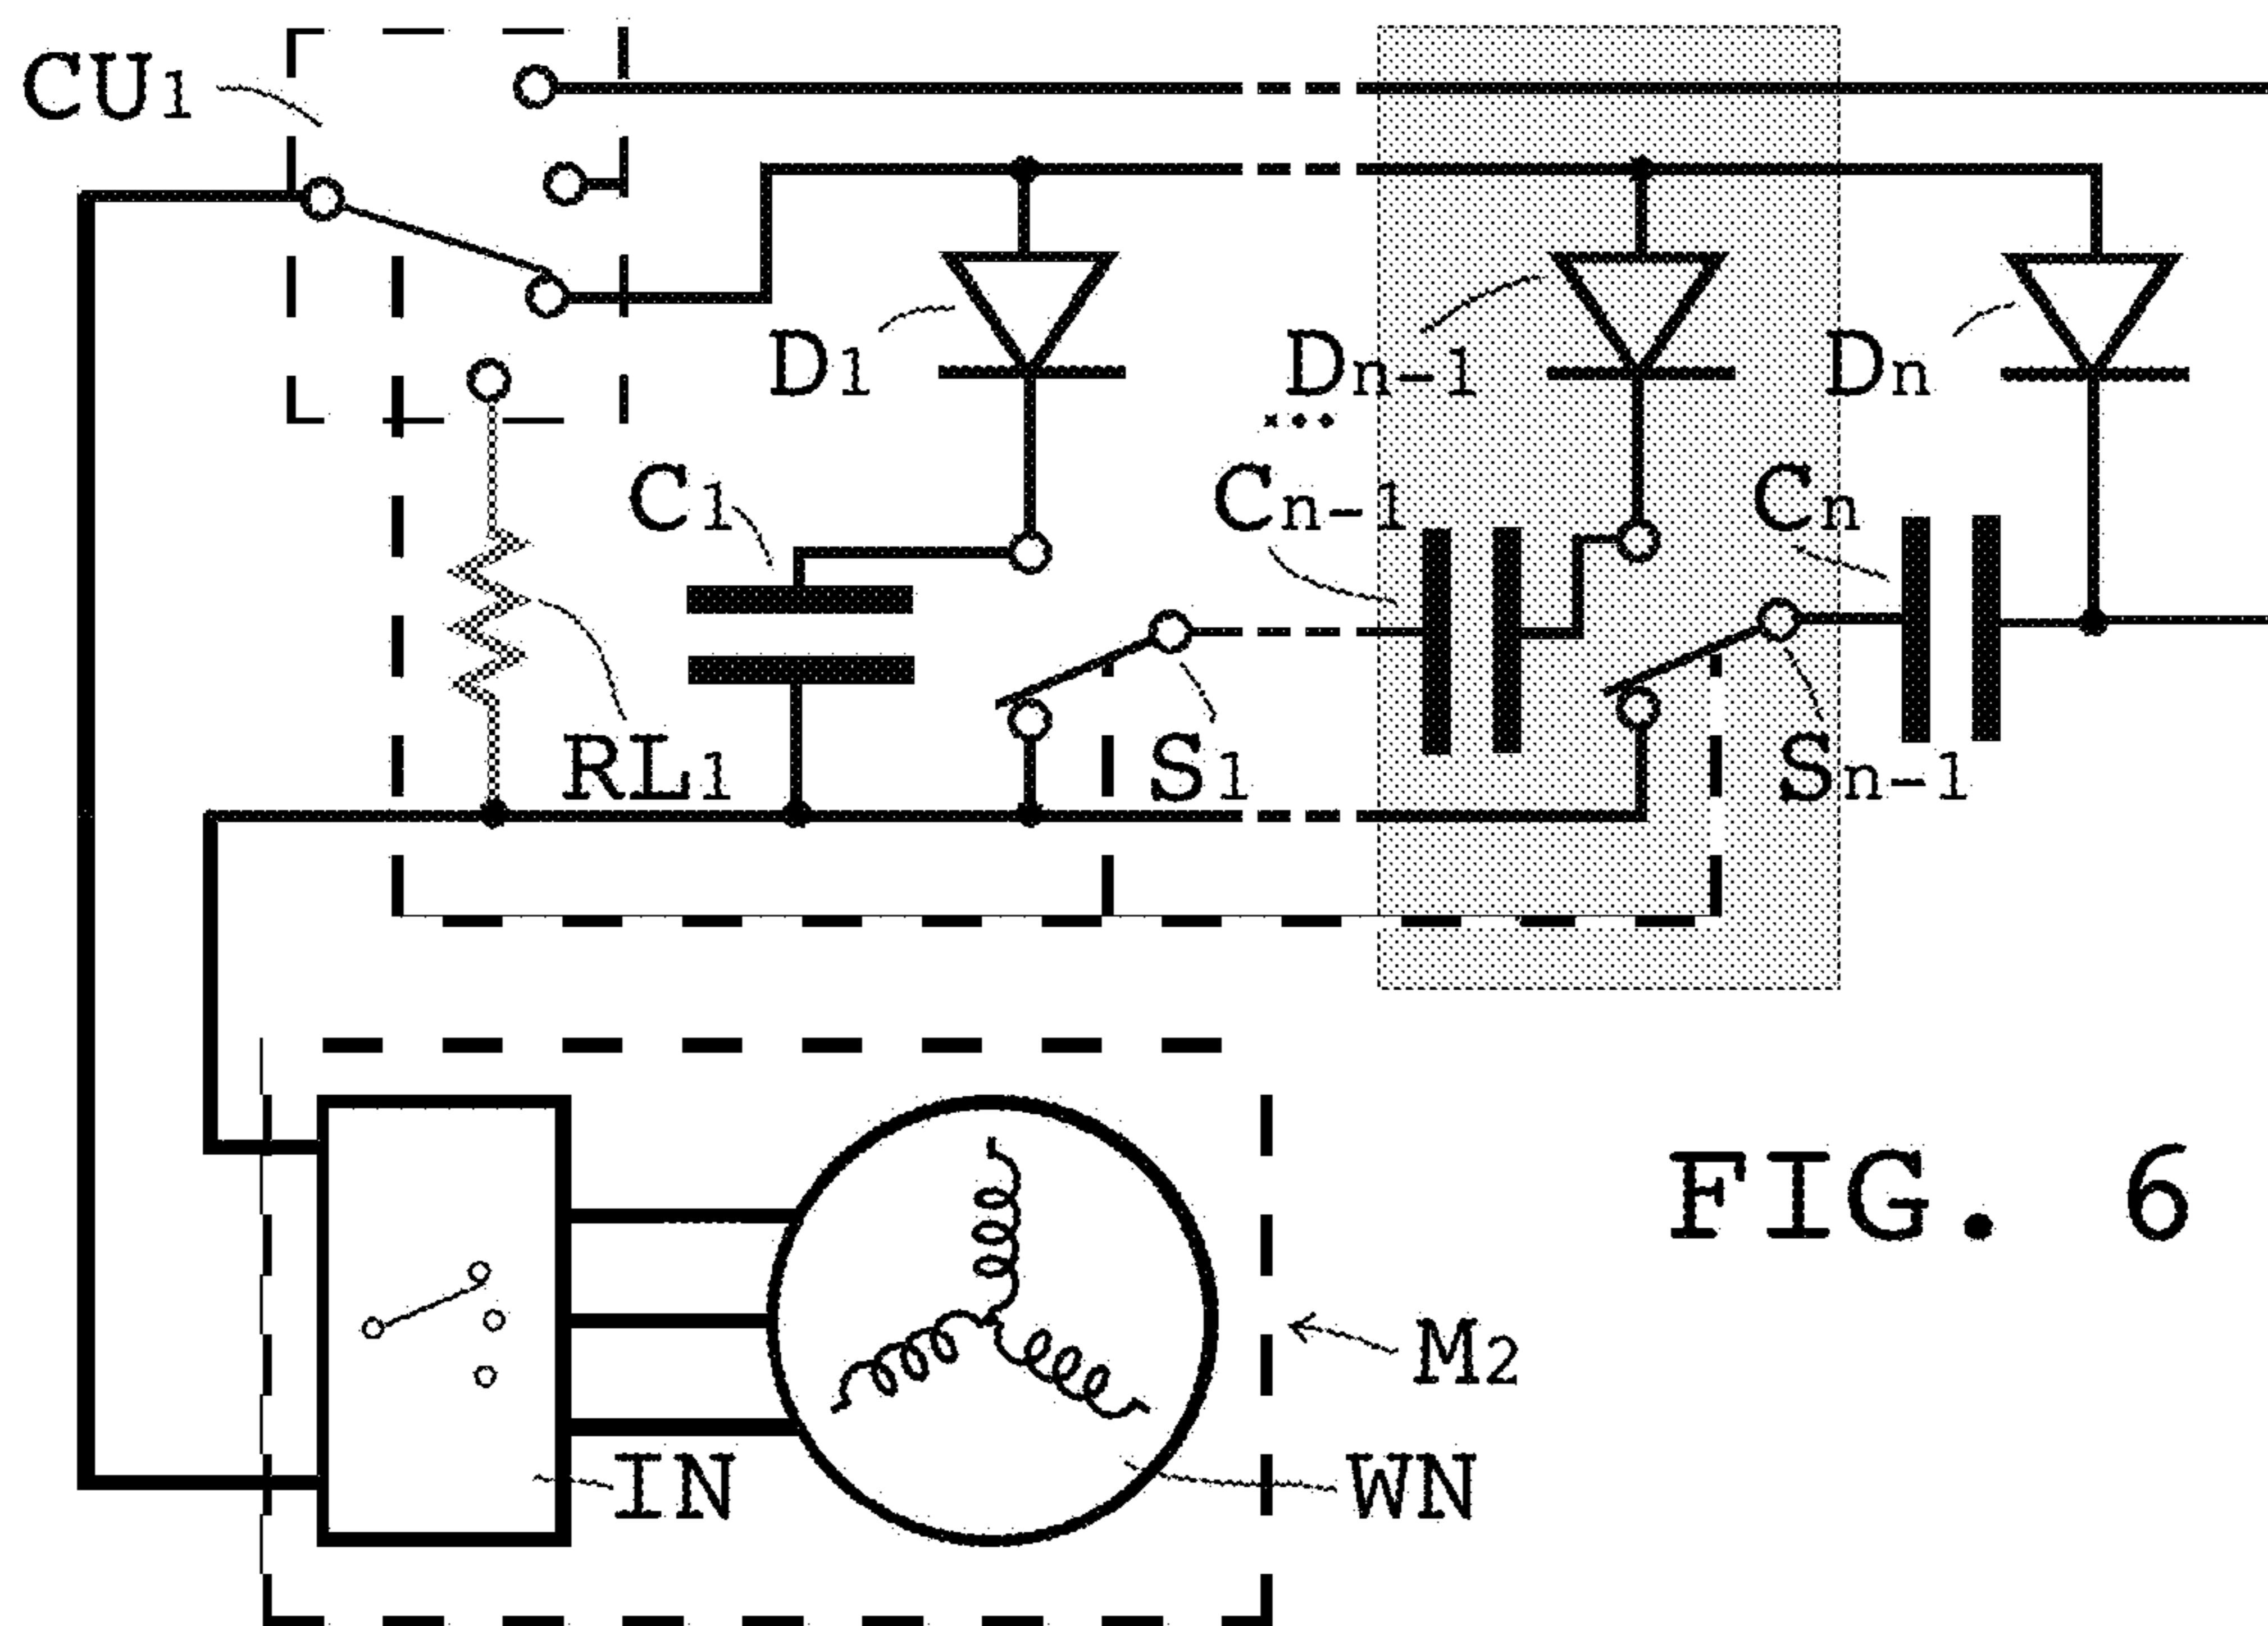 CU1
D1
Dn-1
Dn
...
C1
Cn-1
Cn
RL1
S1
Sn-1
FIG. 6
M2
IN
WN